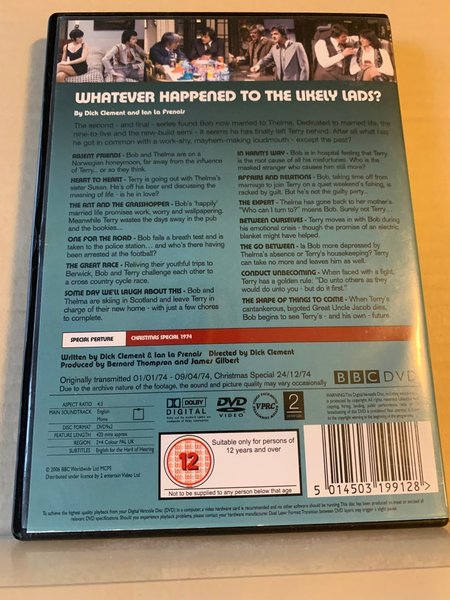 WHATEVER HAPPENED TO THE LIKELY LADS?
By Dick Clement and Ian La Frenais
The second - and final - series found Bob now married to Thelma. Dedicated to married life, the
nine-to-five and the new-build semi - it seems he has finally left Terry behind. After all what has
he got in common with a work-shy, mayhem-making loudmouth - except the past?
ABSENT FRIENDS - Bob and Thelma are on a
Norwegian honeymoon, far away from the influence
of Terry... or so they think.
HEART TO HEART - Terry is going out with Thelma's
sister Susan. He's off his beer and discussing the
meaning of life - is he in love?
THE ANT AND THE GRASSHOPPER - Bob's 'happily'
married life promises work, worry and wallpapering.
Meanwhile Terry wastes the days away in the pub
and the bookies...
ONE FOR THE ROAD - Bob fails a breath test and is
taken to the police station... and who's there having
been arrested at the football?
THE GREAT RACE - Reliving their youthful trips to
Berwick, Bob and Terry challenge each other to
a cross country cycle race.
SOME DAY WE'LL LAUGH ABOUT THIS - Bob and
Thelma are skiing in Scotland and leave Terry in
charge of their new home - with just a few chores
to complete.
IN HARM'S WAY - Bob is in hospital feeling that Terry
is the root cause of all his misfortunes. Who is the
masked stranger who causes him still more?
AFFAIRS AND RELATIONS - Bob, taking time off from
marriage to join Terry on a quiet weekend's fishing, is
racked by guilt. But he's not the guilty party...
THE EXPERT - Thelma has gone back to her mother's.
"Who can I turn to?" means Bob. Surely not Terry...
BETWEEN OURSELVES - Terry moves in with Bob during
his emotional crisis - though the promise of an electric
blanket might have helped.
THE GO BETWEEN - Is Bob more depressed by
Thelma's absence or Terry's housekeeping? Terry can
take no more and leaves him as well.
CONDUCT UNBECOMING - When faced with a fight,
Terry has a golden rule: "Do unto others as they
would do unto you - but do it first."
THE SHAPE OF THINGS TO COME - When Terry's
cantankerous, bigoted Great Uncle Jacob dies,
Bob begins to see Terry's - and his own - future.
SPECIAL FEATURE
CHRISTMAS SPECIAL 1974
Written by Dick Clement & Ian La Frenais Directed by Dick Clement
Produced by Bernard Thompson and James Gilbert
Originally transmitted 01/01/74 - 09/04/74, Christmas Special 24/12/74
Due to the archive nature of the footage, the sound and picture quality may vary occasionally
BBC DVD
ASPECT RATIO 4:3
MAIN SOUNDTRACK English
Mono
DISC FORMAT DVD9x2
FEATURE LENGTH 420 mins approx
REGION 2+4 Colour PAL UK
SUBTITLES English for the Hard of Hearing
DOLBY
DIGITAL
DVD
VIDEO
VPRC
2
© 2006 BBC Worldwide Ltd MCPS
Distributed under licence by 2 entertain Video Ltd
12
Suitable only for persons of
12 years and over
Not to be supplied to any person below that age
5 014503 199128 >